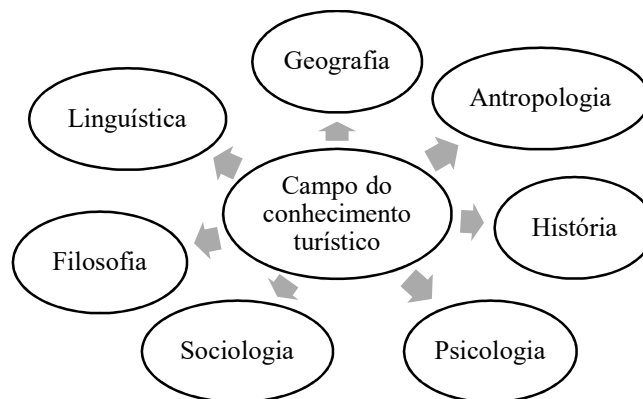 Geografia
Antropologia
Linguística
Campo do
conhecimento
turístico
História
Filosofia
Sociologia
Psicologia